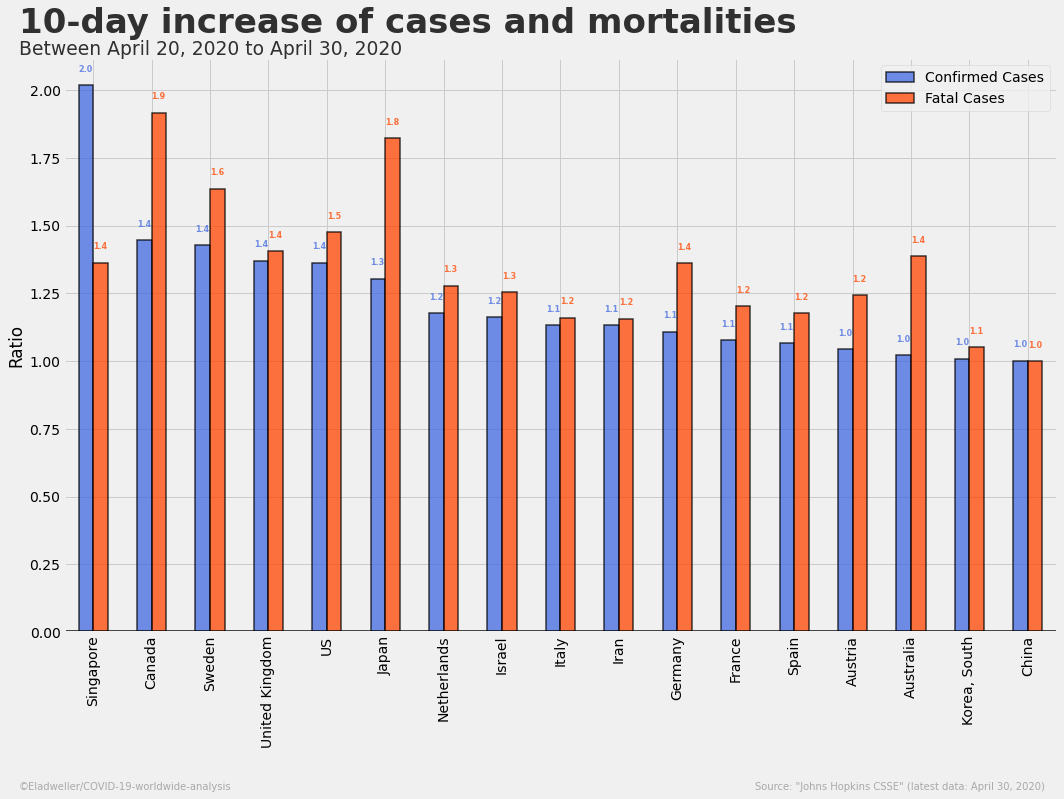 10-day increase of cases and mortalities
Between April 20, 2020 to April 30, 2020
Confirmed Cases
Fatal Cases
Ratio
2.00
1.75
1.50
1.25
1.00
0.75
0.50
0.25
0.00
2.0
1.4
1.4
1.9
1.4
1.6
1.4
1.4
1.4
1.5
1.3
1.8
1.2
1.3
1.2
1.3
1.1
1.2
1.1
1.2
1.1
1.4
1.1
1.2
1.1
1.2
1.0
1.2
1.0
1.4
1.0
1.1
1.0
1.0
Singapore
Canada
Sweden
United Kingdom
US
Japan
Netherlands
Israel
Italy
Iran
Germany
France
Spain
Austria
Australia
Korea, South
China
©Eladweller/COVID-19-worldwide-analysis
Source: "Johns Hopkins CSSE" (latest data: April 30, 2020)